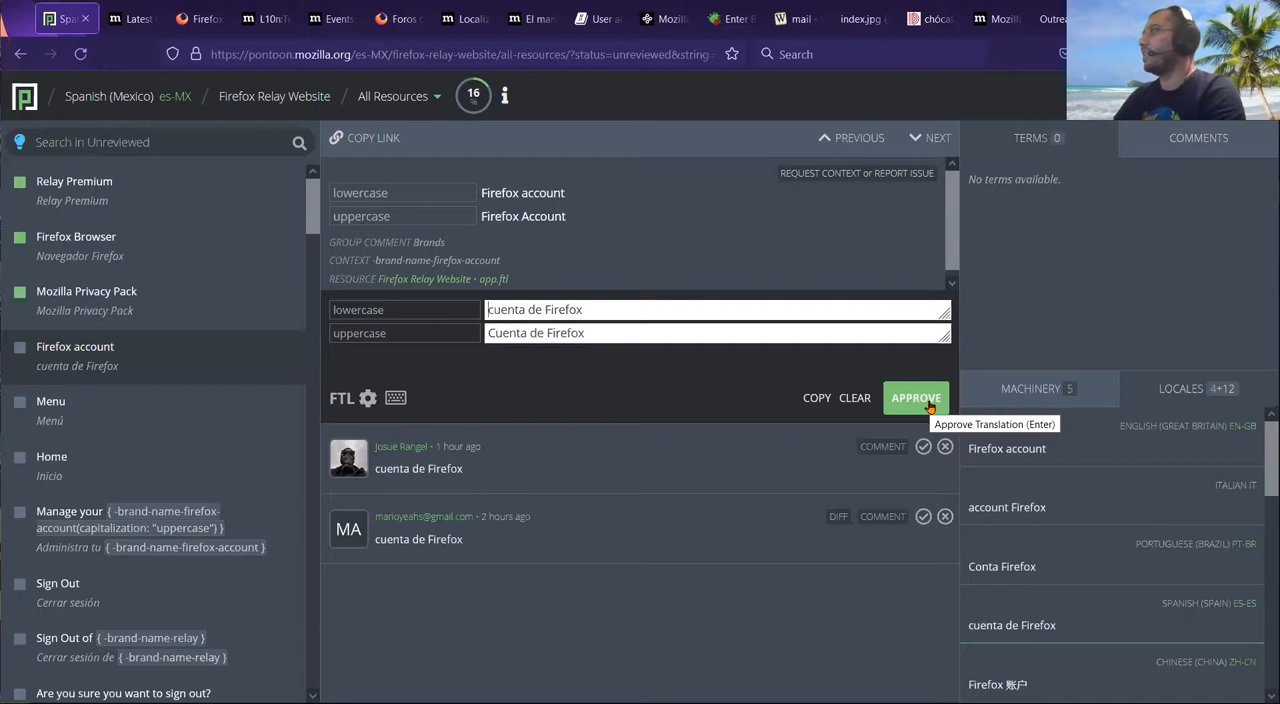 Spa
Latest
Firefox
L10n:Te
Events
Foros d
Localiz
El man
User a
Mozill
Enter B
mail -
index.jpg
chócal
Mozill
Outrea
https://pontoon.mozilla.org/es-MX/firefox-relay-website/all-resources/?status=unreviewed&string=
Search
Spanish (Mexico) es-MX / Firefox Relay Website / All Resources
16
Search in Unreviewed
Relay Premium
Relay Premium
Firefox Browser
Navegador Firefox
Mozilla Privacy Pack
Mozilla Privacy Pack
Firefox account
cuenta de Firefox
Menu
Menú
Home
Inicio
Manage your { -brand-name-firefox-
account(capitalization: "uppercase") }
Administra tu { -brand-name-firefox-account }
Sign Out
Cerrar sesión
Sign Out of { -brand-name-relay }
Cerrar sesión de { -brand-name-relay }
Are you sure you want to sign out?
COPY LINK
PREVIOUS
NEXT
REQUEST CONTEXT or REPORT ISSUE
lowercase Firefox account
uppercase Firefox Account
GROUP COMMENT Brands
CONTEXT -brand-name-firefox-account
RESOURCE Firefox Relay Website • app.ftl
lowercase cuenta de Firefox
uppercase Cuenta de Firefox
FTL
COPY CLEAR APPROVE
Approve Translation (Enter)
Josue Rangel • 1 hour ago
COMMENT
cuenta de Firefox
MA
marioyeahs@gmail.com • 2 hours ago
DIFF COMMENT
cuenta de Firefox
TERMS 0
COMMENTS
No terms available.
MACHINERY 5
LOCALES 4+12
ENGLISH (GREAT BRITAIN) EN-GB
Firefox account
ITALIAN IT
account Firefox
PORTUGUESE (BRAZIL) PT-BR
Conta Firefox
SPANISH (SPAIN) ES-ES
cuenta de Firefox
CHINESE (CHINA) ZH-CN
Firefox 账户